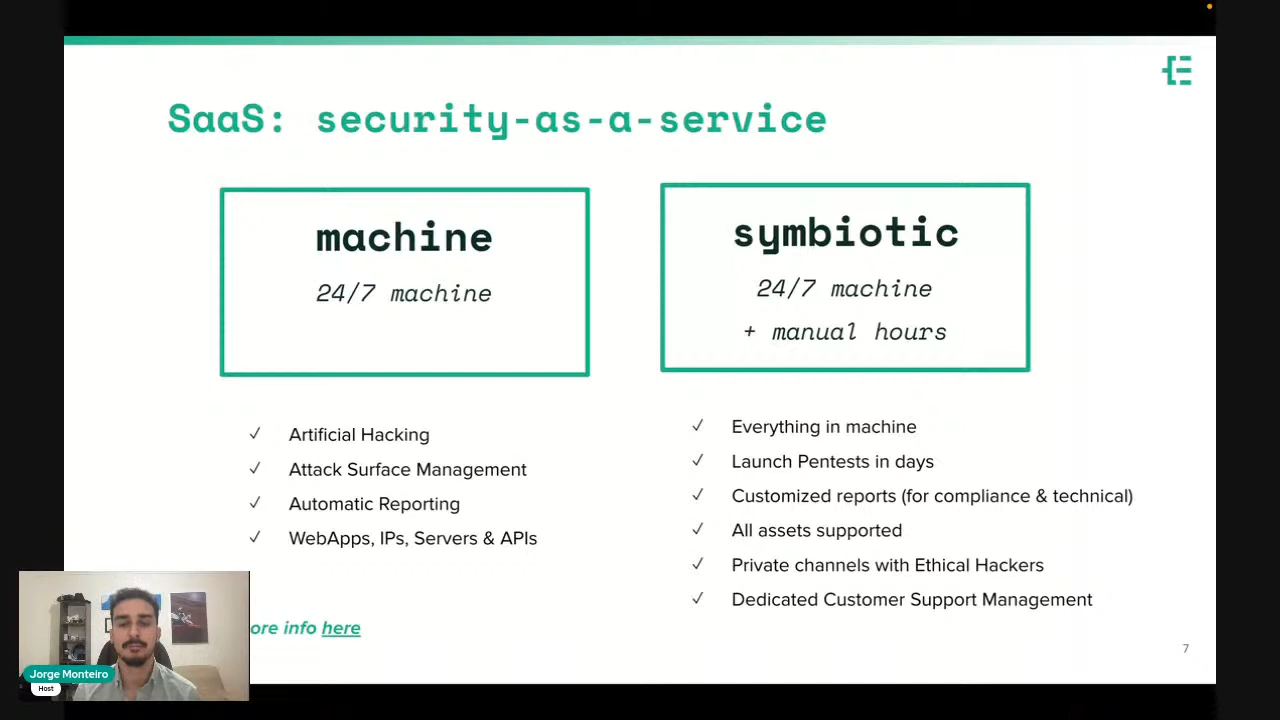 SaaS: security-as-a-service
machine
24/7 machine
✓ Artificial Hacking
✓ Attack Surface Management
✓ Automatic Reporting
✓ WebApps, IPs, Servers & APIs
symbiotic
24/7 machine
+ manual hours
✓ Everything in machine
✓ Launch Pentests in days
✓ Customized reports (for compliance & technical)
✓ All assets supported
✓ Private channels with Ethical Hackers
✓ Dedicated Customer Support Management
ore info here
Jorge Monteiro
Host
7